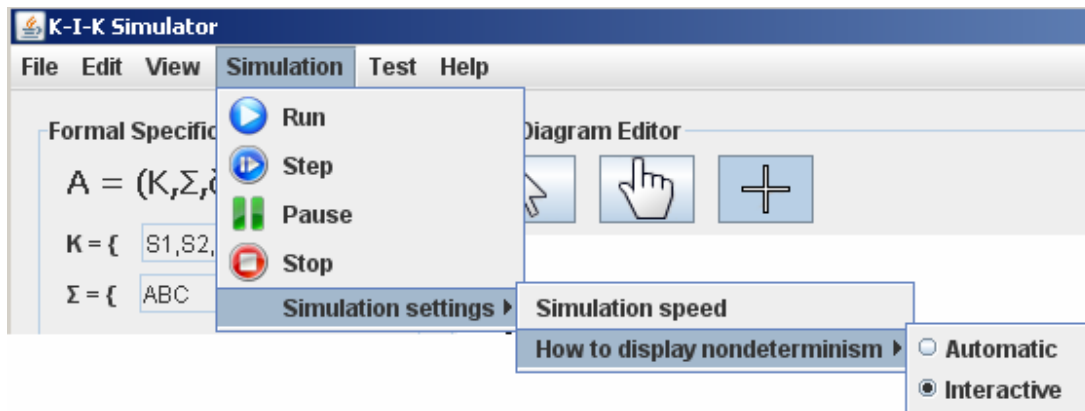 K-I-K Simulator
File Edit View Simulation Test Help
Formal Specific Diagram Editor
Run
A = (K,Σ,δ
Step
Pause
K = { S1,S2,
Stop
Σ = { ABC
Simulation settings Simulation speed
How to display nondeterminism Automatic
Interactive